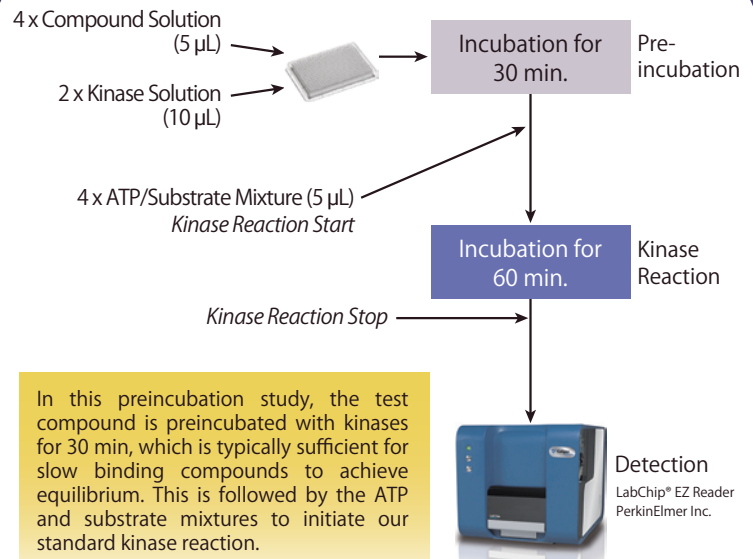 4 x Compound Solution
(5 µL)
2 x Kinase Solution
(10 µL)
Incubation for
30 min.
Pre-
incubation
4 x ATP/Substrate Mixture (5 µL)
Kinase Reaction Start
Incubation for
60 min.
Kinase
Reaction
Kinase Reaction Stop
In this preincubation study, the test
compound is preincubated with kinases
for 30 min, which is typically sufficient for
slow binding compounds to achieve
equilibrium. This is followed by the ATP
and substrate mixtures to initiate our
standard kinase reaction.
Detection
LabChip® EZ Reader
PerkinElmer Inc.